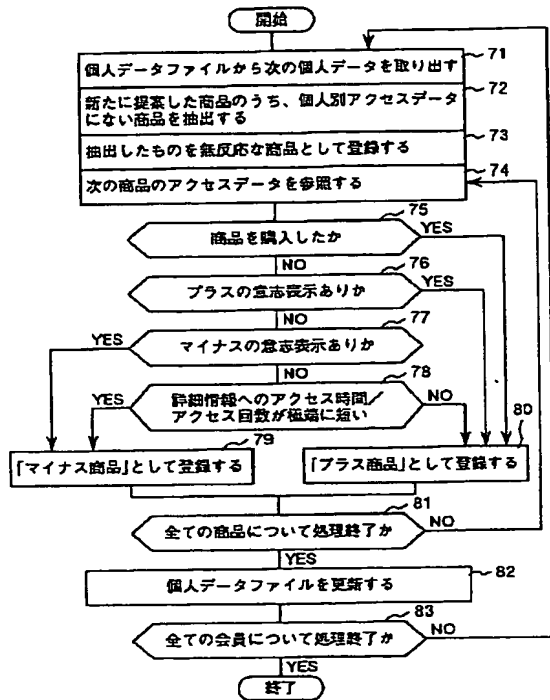 開始
71
個人データファイルから次の個人データを取り出す
72
新たに提案した商品のうち、個人別アクセスデータ
にない商品を抽出する
73
抽出したものを無反応な商品として登録する
74
次の商品のアクセスデータを参照する
75
商品を購入したか
YES
NO
76
プラスの意志表示ありか
YES
NO
77
YES
マイナスの意志表示ありか
NO
78
YES
詳細情報へのアクセス時間/
アクセス回数が極端に短い
NO
79
「マイナス商品」として登録する
80
「プラス商品」として登録する
81
全ての商品について処理終了か
NO
YES
82
個人データファイルを更新する
83
全ての会員について処理終了か
NO
YES
終了